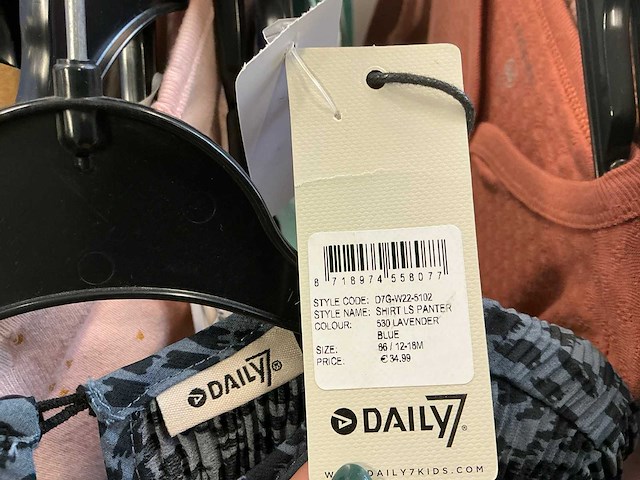 8 718974 558077
STYLE CODE: D7G-W22-5102
STYLE NAME: SHIRT LS PANTER
COLOUR: 530 LAVENDER
BLUE
SIZE: 86 / 12-18M
PRICE: € 34,99
DAILY7®
DAILY7®
DAILY7KIDS.COM